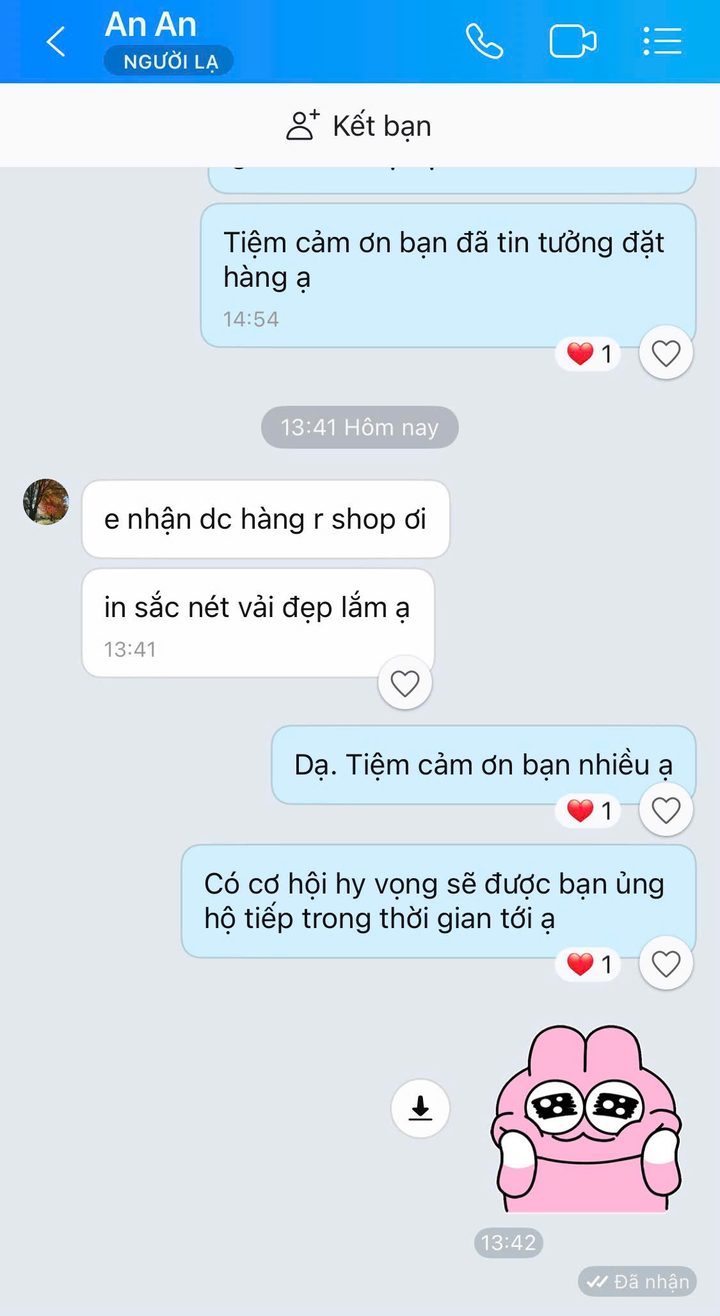 An An
NGƯỜI LẠ
Kết bạn
Tiệm cảm ơn bạn đã tin tưởng đặt
hàng ạ
14:54
1
13:41 Hôm nay
e nhận dc hàng r shop ơi
in sắc nét vải đẹp lắm ạ
13:41
Dạ. Tiệm cảm ơn bạn nhiều ạ
1
Có cơ hội hy vọng sẽ được bạn ủng
hộ tiếp trong thời gian tới ạ
1
13:42
Đã nhận